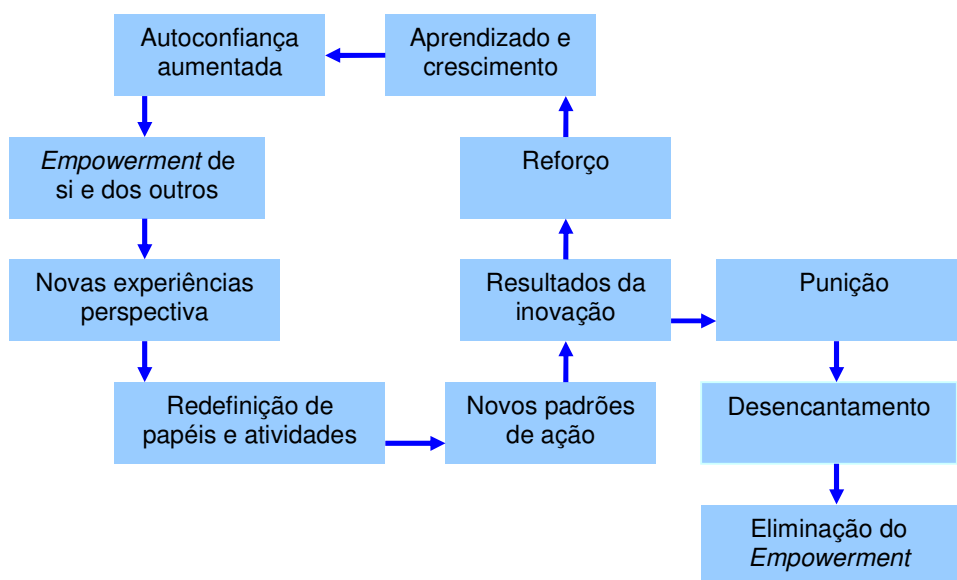 Autoconfiança
aumentada
Aprendizado e
crescimento
Empowerment de
si e dos outros
Reforço
Novas experiências
perspectiva
Resultados da
inovação
Punição
Redefinição de
papéis e atividades
Novos padrões
de ação
Desencantamento
Eliminação do
Empowerment